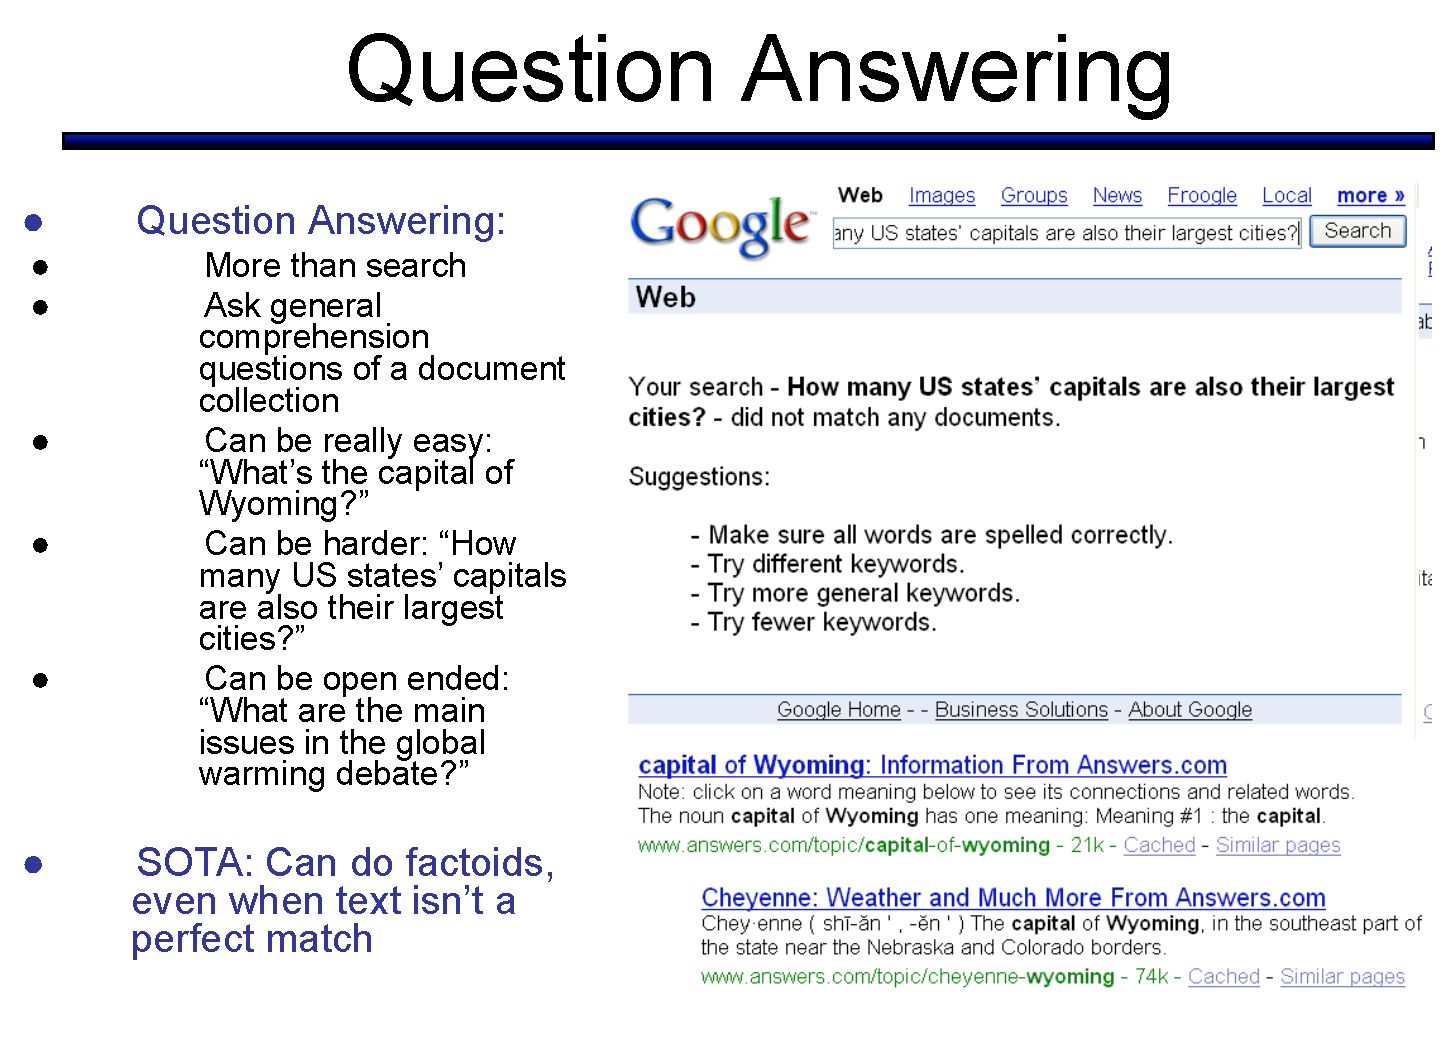 Question Answering
● Question Answering:
● More than search
● Ask general
comprehension
questions of a document
collection
● Can be really easy:
“What’s the capital of
Wyoming?”
● Can be harder: “How
many US states’ capitals
are also their largest
cities?”
● Can be open ended:
“What are the main
issues in the global
warming debate?”
● SOTA: Can do factoids,
even when text isn’t a
perfect match
Google™
Web Images Groups News Froogle Local more »
any US states’ capitals are also their largest cities? Search
Web
Your search - How many US states’ capitals are also their largest
cities? - did not match any documents.
Suggestions:
- Make sure all words are spelled correctly.
- Try different keywords.
- Try more general keywords.
- Try fewer keywords.
Google Home - - Business Solutions - About Google
capital of Wyoming: Information From Answers.com
Note: click on a word meaning below to see its connections and related words.
The noun capital of Wyoming has one meaning: Meaning #1 : the capital.
www.answers.com/topic/capital-of-wyoming - 21k - Cached - Similar pages
Cheyenne: Weather and Much More From Answers.com
Chey·enne ( shī-ăn ' , -ĕn ' ) The capital of Wyoming, in the southeast part of
the state near the Nebraska and Colorado borders.
www.answers.com/topic/cheyenne-wyoming - 74k - Cached - Similar pages